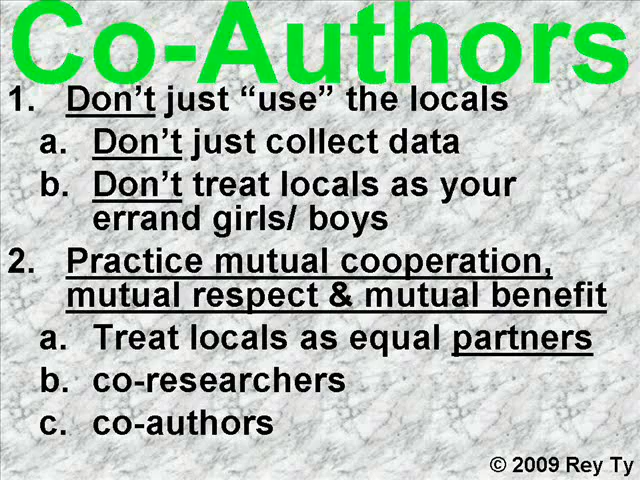 Co-Authors
1. Don’t just “use” the locals
a. Don’t just collect data
b. Don’t treat locals as your
errand girls/ boys
2. Practice mutual cooperation,
mutual respect & mutual benefit
a. Treat locals as equal partners
b. co-researchers
c. co-authors
© 2009 Rey Ty